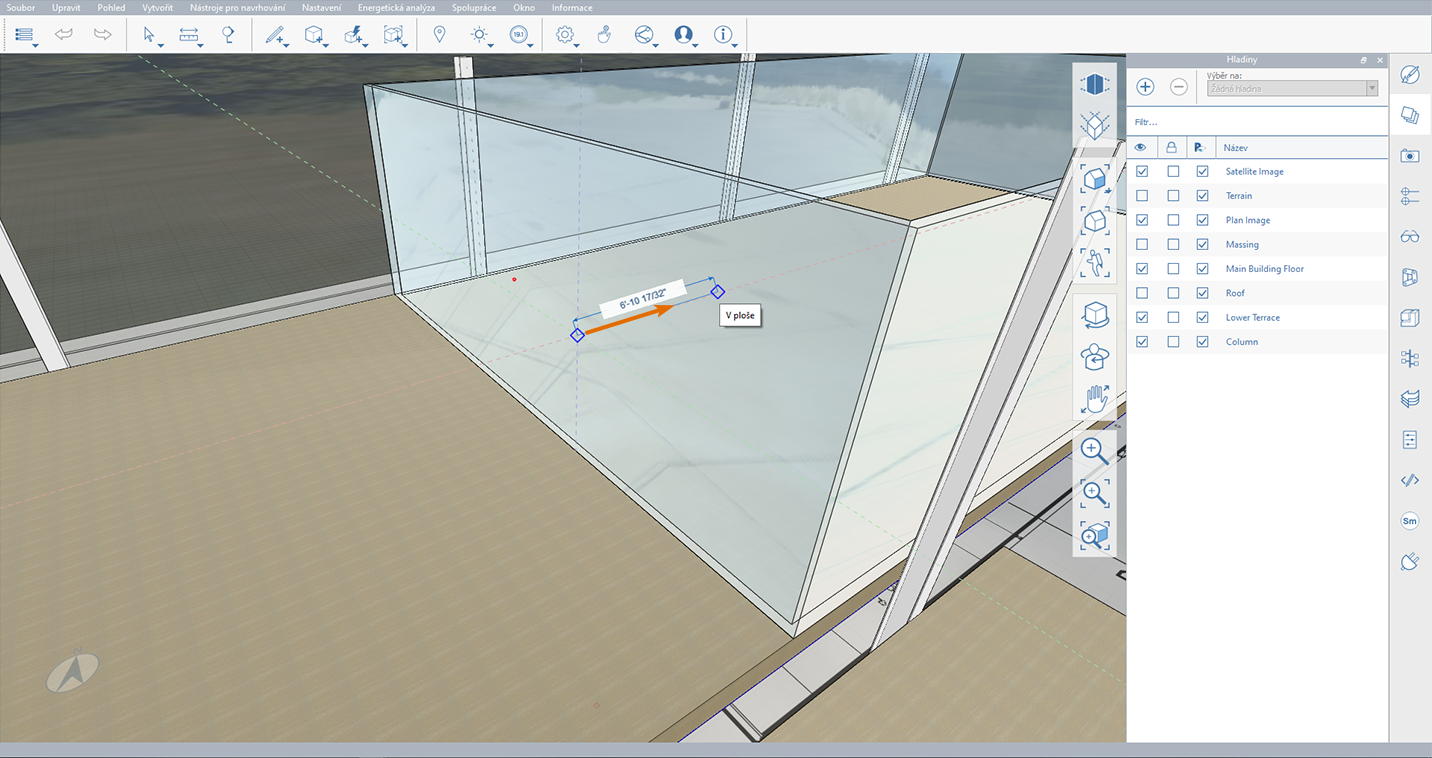 Soubor Upravit Pohled Vytvořit Nástroje pro navrhování Nastavení Energetická analýza Spolupráce Okno Informace
19.1
Hladiny
Výběr na:
Žádná hladina
Filtr...
Název
Satellite Image
Terrain
Plan Image
Massing
Main Building Floor
Roof
Lower Terrace
Column
6'-10 17/32"
V ploše
Sm